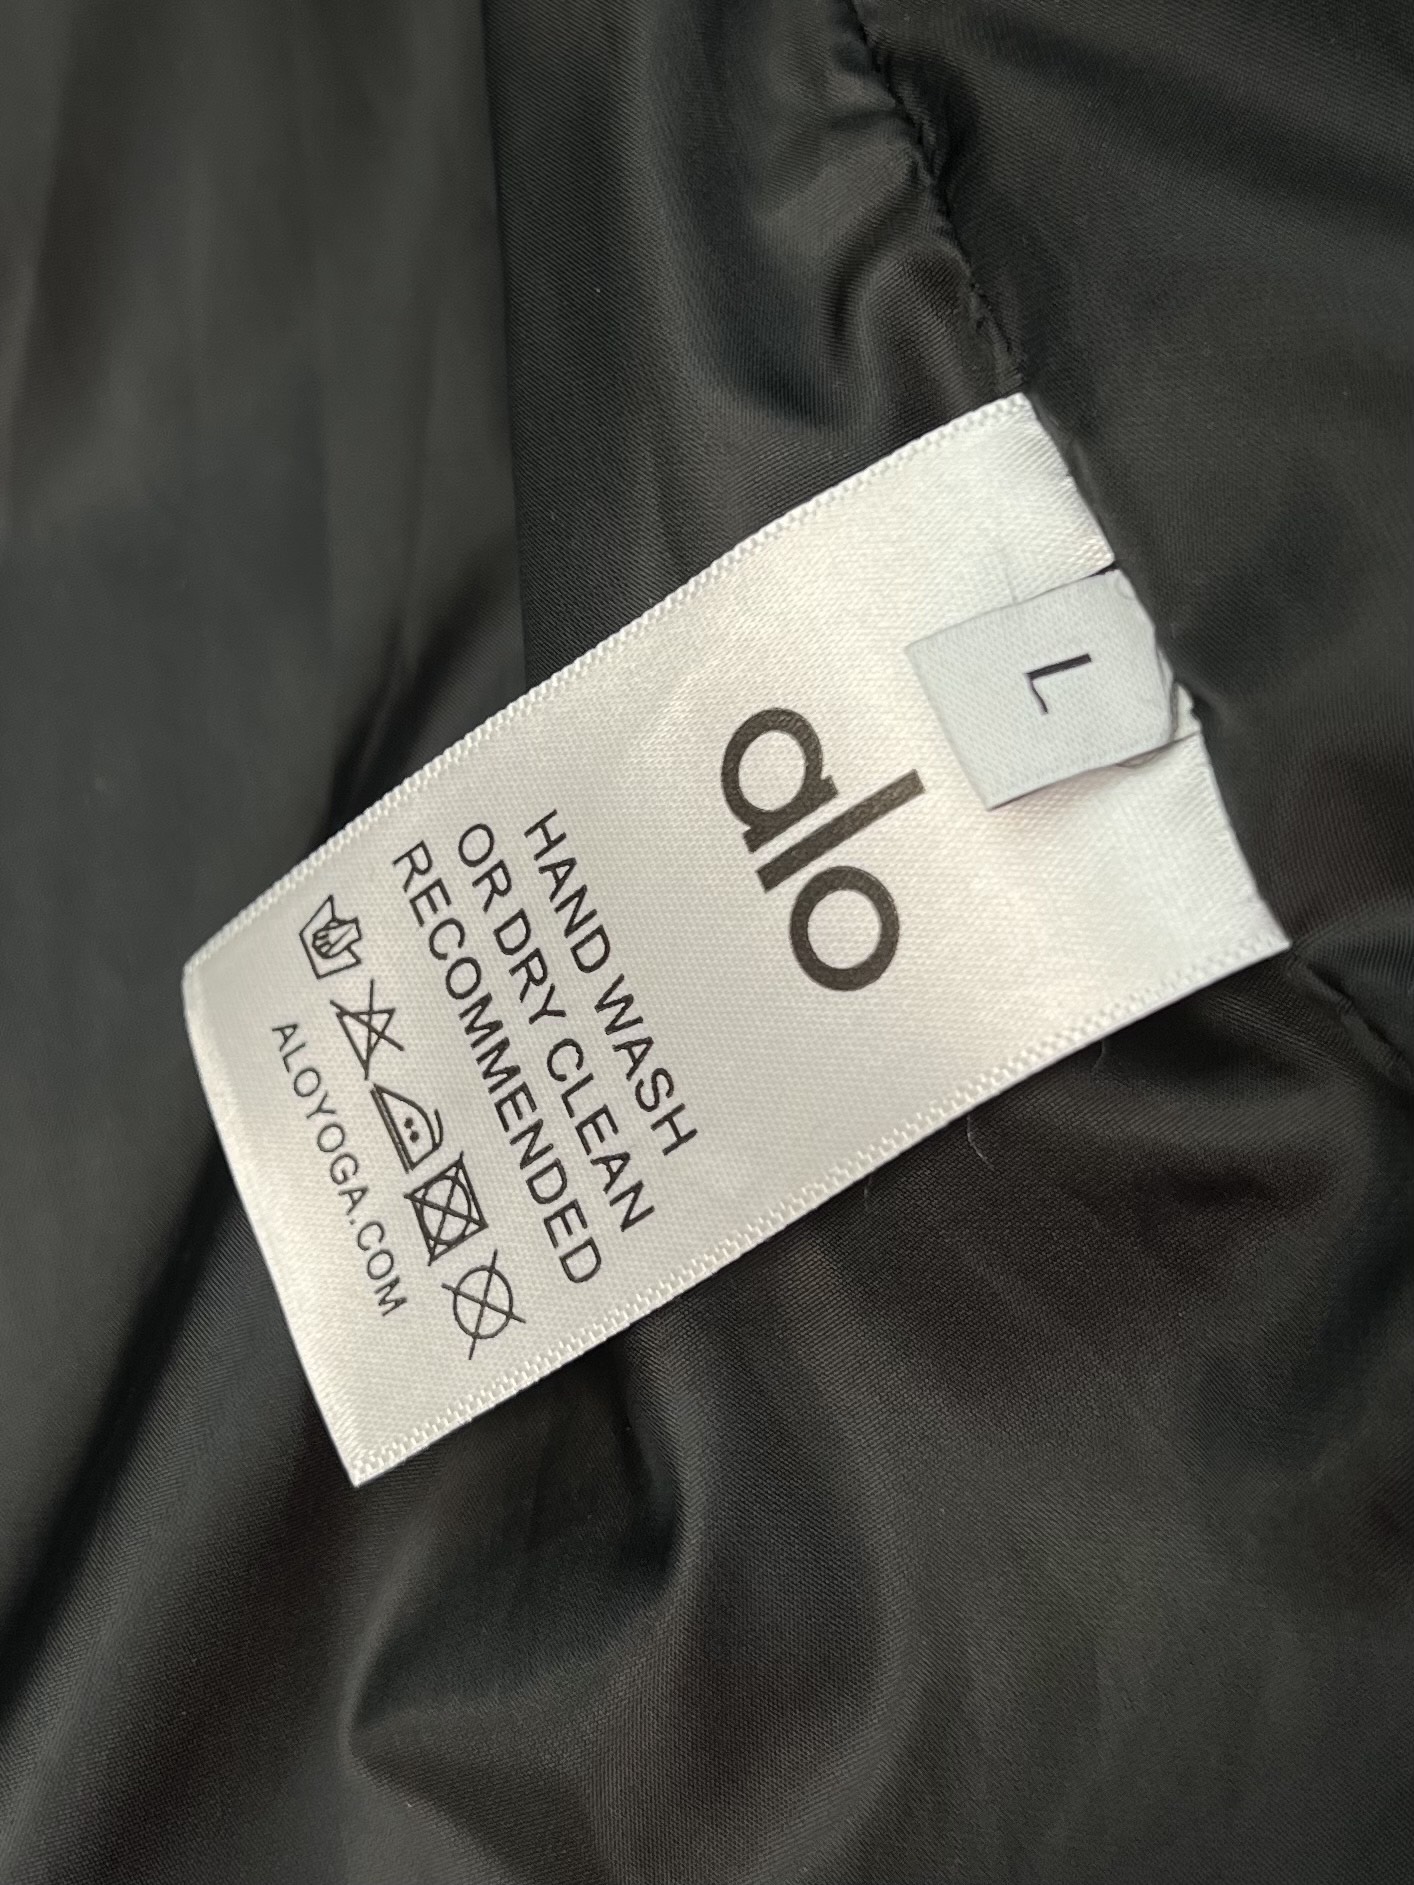 L
alo
HAND WASH
OR DRY CLEAN
RECOMMENDED
ALOYOGA.COM